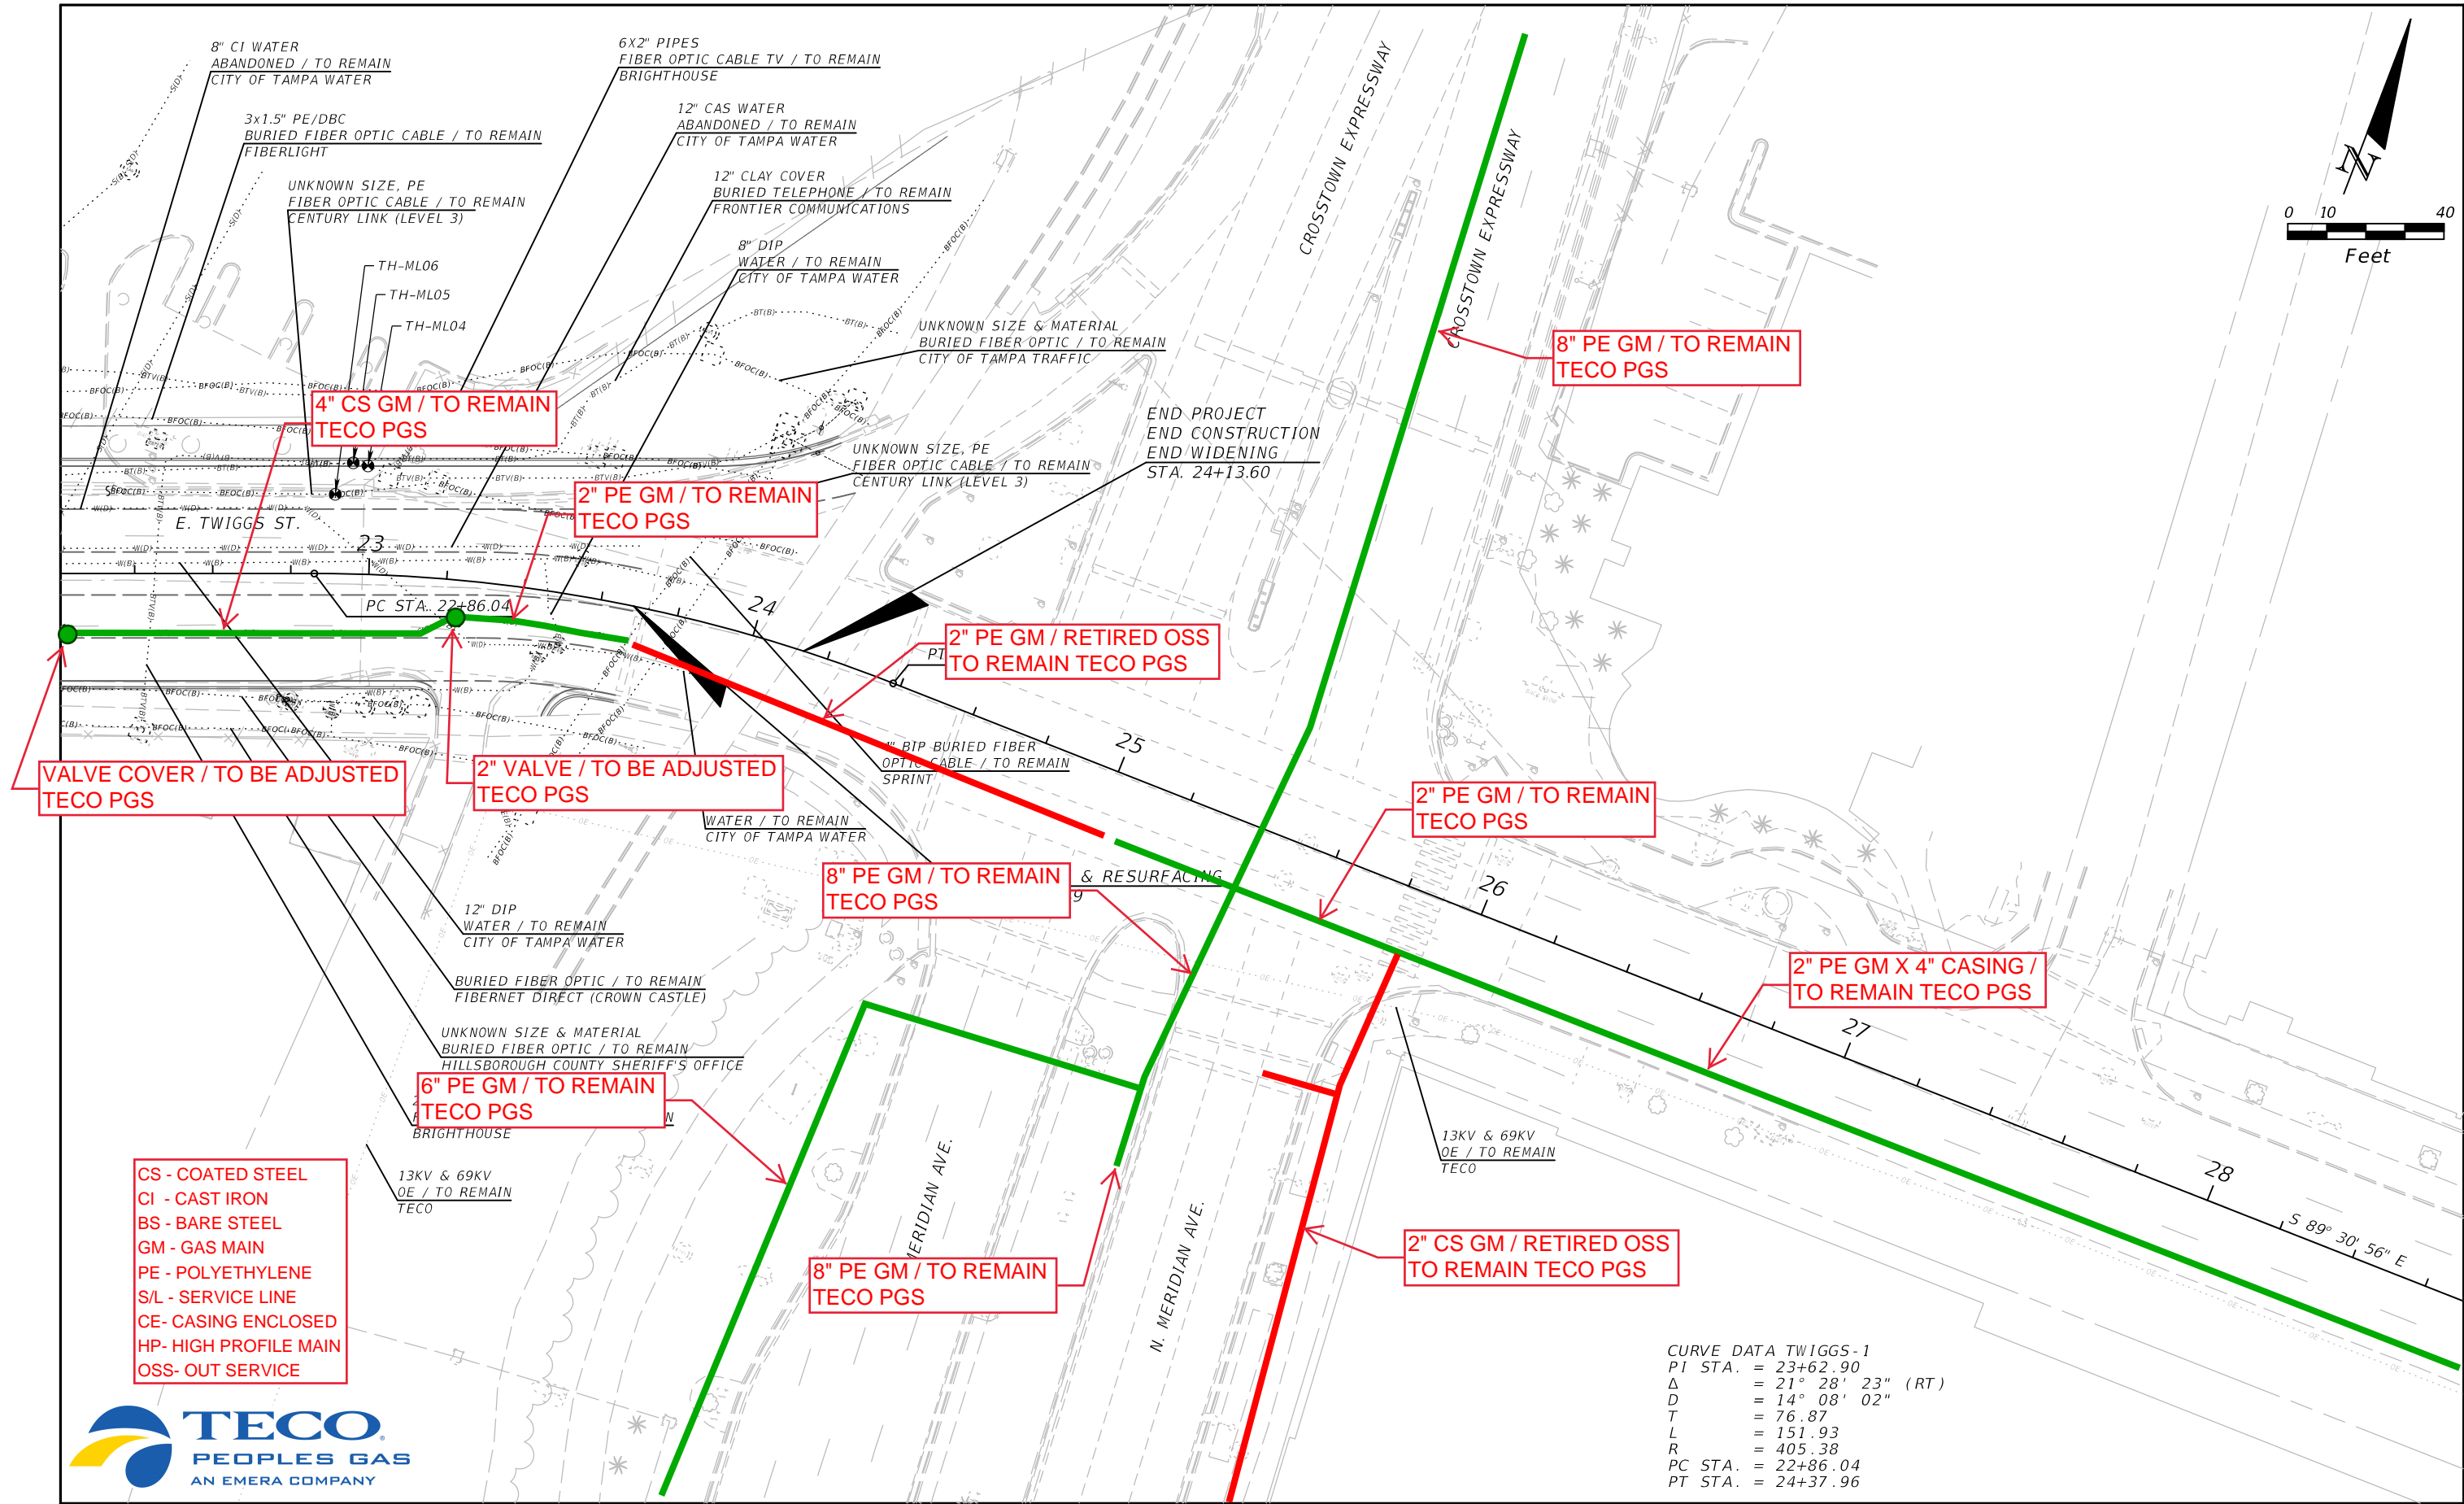 8" CI WATER
ABANDONED / TO REMAIN
CITY OF TAMPA WATER
3x1.5" PE/DBC
BURIED FIBER OPTIC CABLE / TO REMAIN
FIBERLIGHT
UNKNOWN SIZE, PE
FIBER OPTIC CABLE / TO REMAIN
CENTURY LINK (LEVEL 3)
TH-ML06
TH-ML05
TH-ML04
6X2" PIPES
FIBER OPTIC CABLE TV / TO REMAIN
BRIGHTHOUSE
12" CAS WATER
ABANDONED / TO REMAIN
CITY OF TAMPA WATER
12" CLAY COVER
BURIED TELEPHONE / TO REMAIN
FRONTIER COMMUNICATIONS
8" DIP
WATER / TO REMAIN
CITY OF TAMPA WATER
UNKNOWN SIZE & MATERIAL
BURIED FIBER OPTIC / TO REMAIN
CITY OF TAMPA TRAFFIC
CROSSTOWN EXPRESSWAY
CROSSTOWN EXPRESSWAY
N
0 10 40
Feet
8" PE GM / TO REMAIN
TECO PGS
4" CS GM / TO REMAIN
TECO PGS
END PROJECT
END CONSTRUCTION
END WIDENING
STA. 24+13.60
UNKNOWN SIZE, PE
FIBER OPTIC CABLE / TO REMAIN
CENTURY LINK (LEVEL 3)
2" PE GM / TO REMAIN
TECO PGS
E. TWIGGS ST.
23
PC STA. 22+86.04
24
2" PE GM / RETIRED OSS
TO REMAIN TECO PGS
PT
25
1" BIP BURIED FIBER
OPTIC CABLE / TO REMAIN
SPRINT
VALVE COVER / TO BE ADJUSTED
TECO PGS
2" VALVE / TO BE ADJUSTED
TECO PGS
WATER / TO REMAIN
CITY OF TAMPA WATER
2" PE GM / TO REMAIN
TECO PGS
8" PE GM / TO REMAIN
TECO PGS
& RESURFACING
9
26
12" DIP
WATER / TO REMAIN
CITY OF TAMPA WATER
BURIED FIBER OPTIC / TO REMAIN
FIBERNET DIRECT (CROWN CASTLE)
2" PE GM X 4" CASING /
TO REMAIN TECO PGS
27
UNKNOWN SIZE & MATERIAL
BURIED FIBER OPTIC / TO REMAIN
HILLSBOROUGH COUNTY SHERIFF'S OFFICE
6" PE GM / TO REMAIN
TECO PGS
BRIGHTHOUSE
13KV & 69KV
OE / TO REMAIN
TECO
13KV & 69KV
OE / TO REMAIN
TECO
28
S 89° 30' 56" E
MERIDIAN AVE.
N. MERIDIAN AVE.
8" PE GM / TO REMAIN
TECO PGS
2" CS GM / RETIRED OSS
TO REMAIN TECO PGS
CS - COATED STEEL
CI - CAST IRON
BS - BARE STEEL
GM - GAS MAIN
PE - POLYETHYLENE
S/L - SERVICE LINE
CE- CASING ENCLOSED
HP- HIGH PROFILE MAIN
OSS- OUT SERVICE
CURVE DATA TWIGGS-1
PI STA. = 23+62.90
Δ = 21° 28' 23" (RT)
D = 14° 08' 02"
T = 76.87
L = 151.93
R = 405.38
PC STA. = 22+86.04
PT STA. = 24+37.96
TECO
PEOPLES GAS
AN EMERA COMPANY